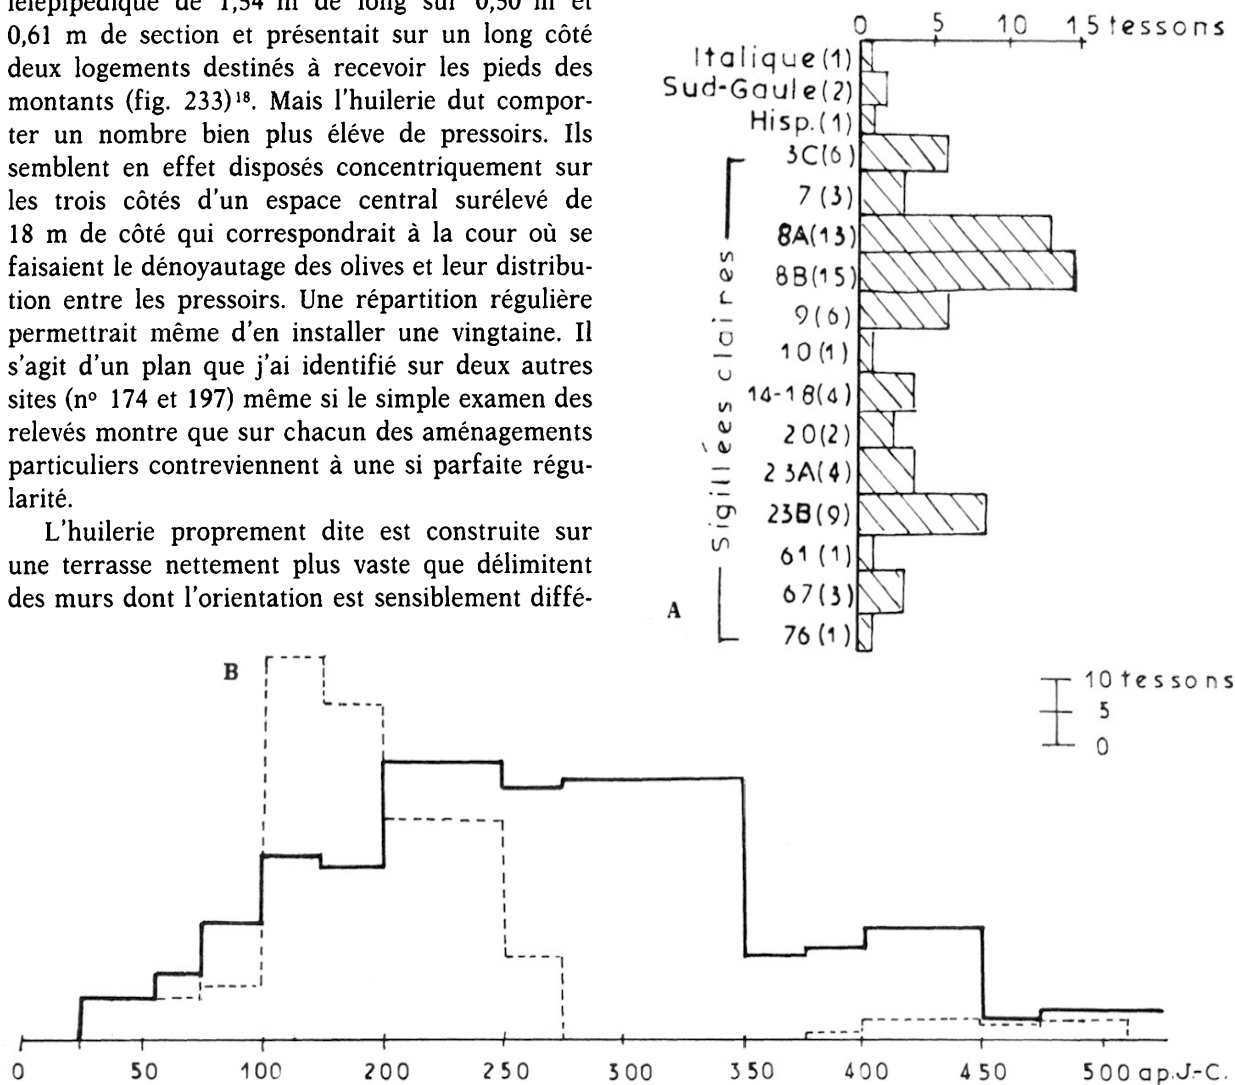 télépipédique de 1,54 m de long sur 0,50 m et
0,61 m de section et présentait sur un long côté
deux logements destinés à recevoir les pieds des
montants (fig. 233)¹⁸. Mais l'huilerie dut compor-
ter un nombre bien plus éléve de pressoirs. Ils
semblent en effet disposés concentriquement sur
les trois côtés d'un espace central surélevé de
18 m de côté qui correspondrait à la cour où se
faisaient le dénoyautage des olives et leur distribu-
tion entre les pressoirs. Une répartition régulière
permettrait même d'en installer une vingtaine. Il
s'agit d'un plan que j'ai identifié sur deux autres
sites (nº 174 et 197) même si le simple examen des
relevés montre que sur chacun des aménagements
particuliers contreviennent à une si parfaite régu-
larité.
L'huilerie proprement dite est construite sur
une terrasse nettement plus vaste que délimitent
des murs dont l'orientation est sensiblement diffé-
0 5 10 15 tessons
Italique (1)
Sud-Gaule (2)
Hisp. (1)
3C (6)
7 (3)
8A (13)
8B (15)
9 (6)
10 (1)
14-18 (4)
20 (2)
23A (4)
23B (9)
61 (1)
67 (3)
76 (1)
Sigillées claires
A
B
10 tessons
5
0
0 50 100 200 250 300 350 400 450 500 ap.J.-C.